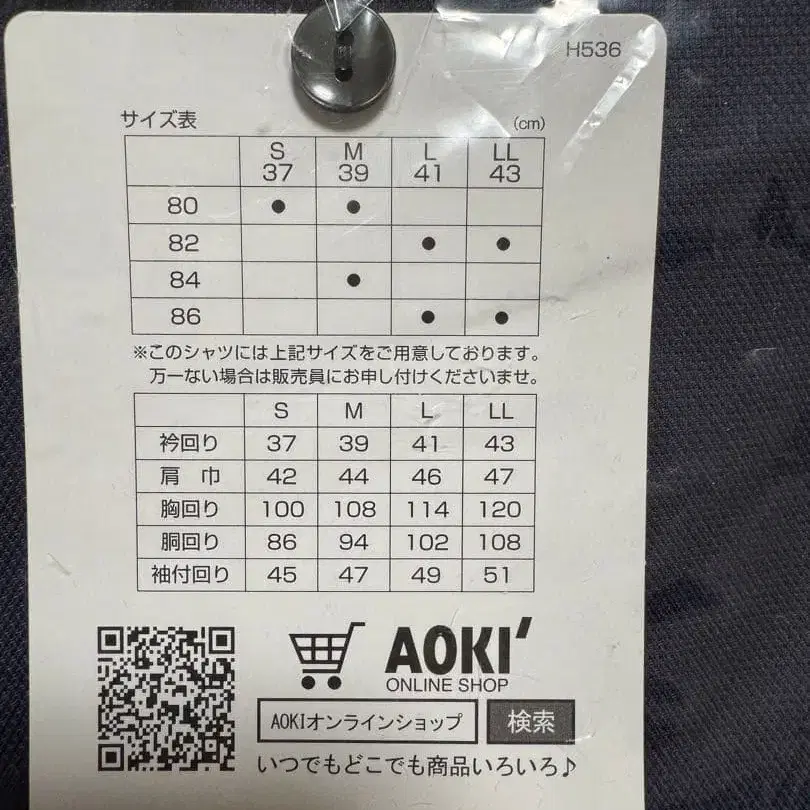 H536
サイズ表 (cm)
S M L LL
37 39 41 43
80 ● ●
82 ● ●
84 ●
86 ● ●
※このシャツには上記サイズをご用意しております。
万一ない場合は販売員にお申し付けくださいませ。
S M L LL
衿回り 37 39 41 43
肩 巾 42 44 46 47
胸回り 100 108 114 120
胴回り 86 94 102 108
袖付回り 45 47 49 51
AOKI'
ONLINE SHOP
AOKIオンラインショップ 検索
いつでもどこでも商品いろいろ♪